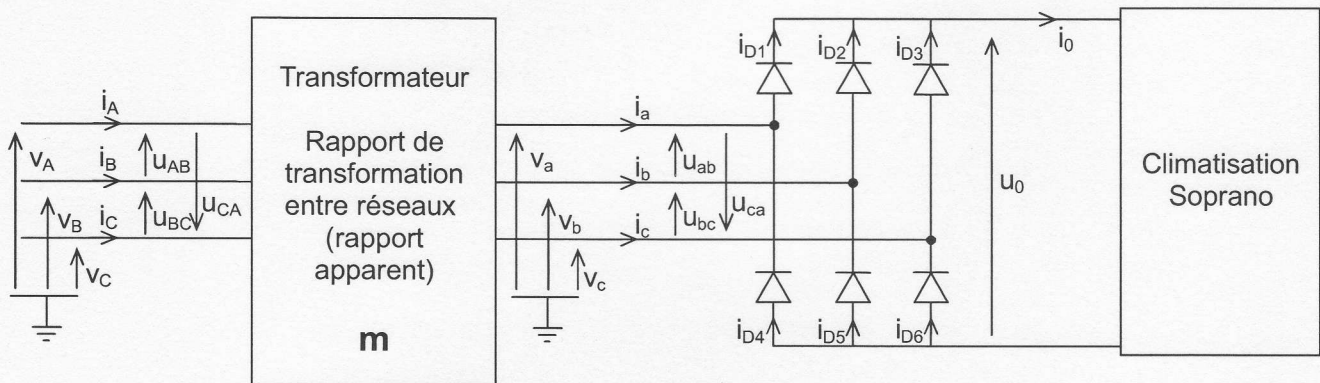 i_A
v_A
i_B
u_AB
v_B
i_C
u_BC
u_CA
v_C
Transformateur
Rapport de
transformation
entre réseaux
(rapport
apparent)
m
i_a
v_a
i_b
u_ab
v_b
i_c
u_bc
u_ca
v_c
i_D1
i_D2
i_D3
i_D4
i_D5
i_D6
i_0
u_0
Climatisation
Soprano